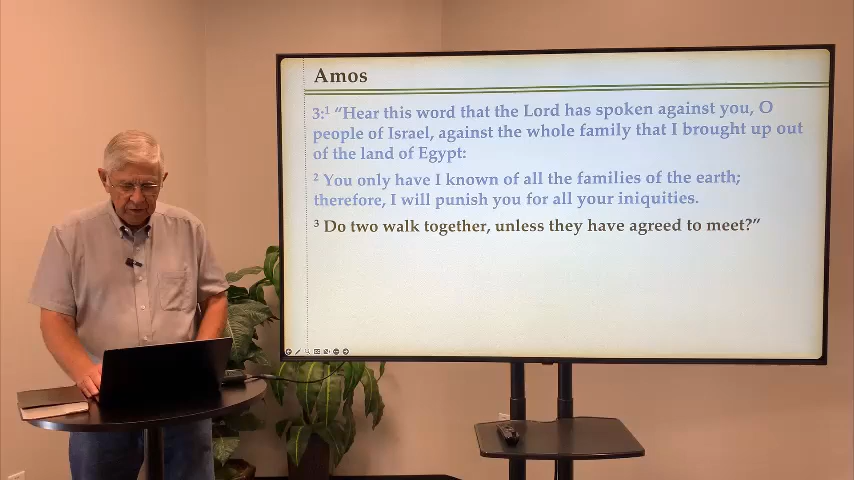 Amos
3:1 “Hear this word that the Lord has spoken against you, O
people of Israel, against the whole family that I brought up out
of the land of Egypt:
2 You only have I known of all the families of the earth;
therefore, I will punish you for all your iniquities.
3 Do two walk together, unless they have agreed to meet?”